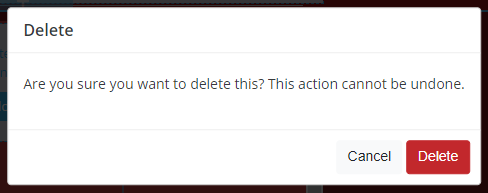 Delete
Are you sure you want to delete this? This action cannot be undone.
Cancel Delete